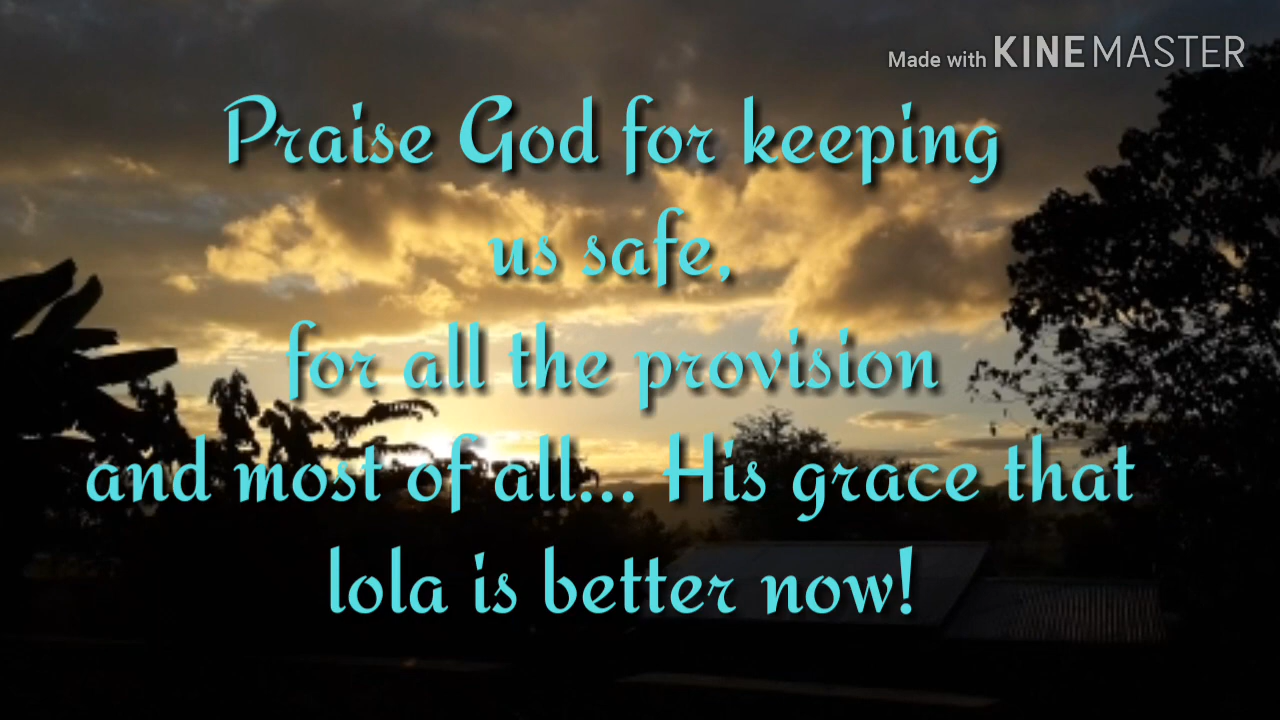 Made with KINEMASTER
Praise God for keeping
us safe,
for all the provision
and most of all... His grace that
lola is better now!